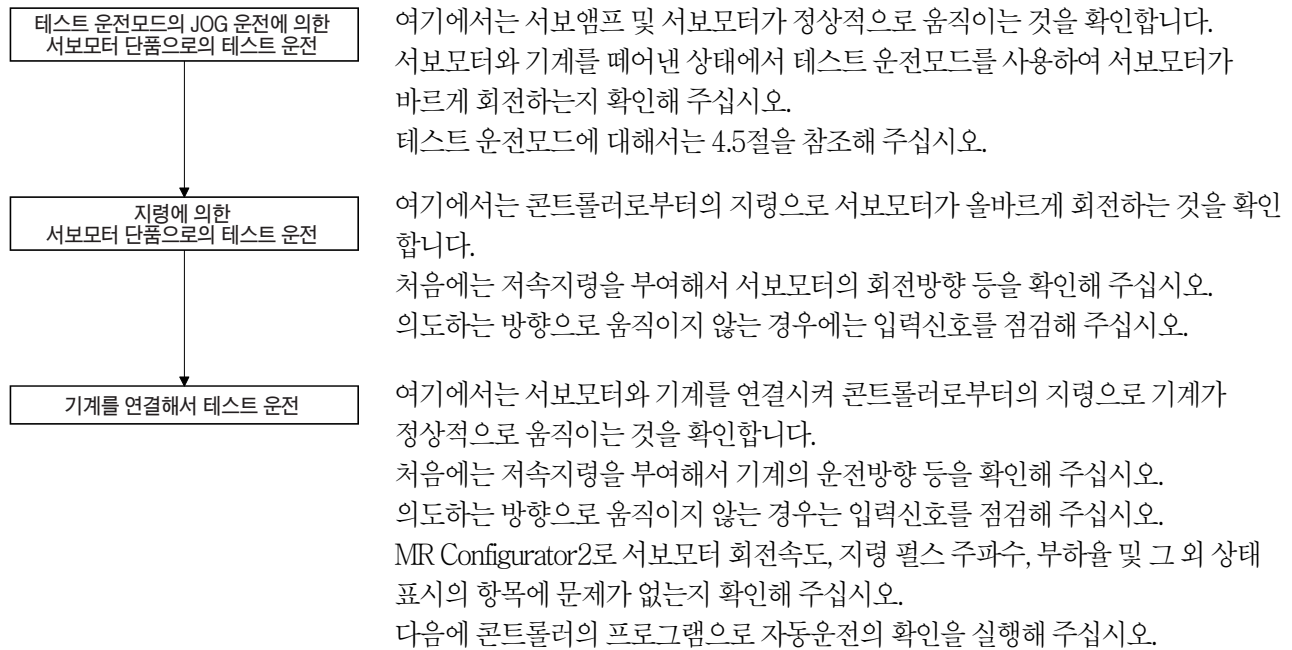 테스트 운전모드의 JOG 운전에 의한
서보모터 단품으로의 테스트 운전
여기에서는 서보앰프 및 서보모터가 정상적으로 움직이는 것을 확인합니다.
서보모터와 기계를 떼어낸 상태에서 테스트 운전모드를 사용하여 서보모터가
바르게 회전하는지 확인해 주십시오.
테스트 운전모드에 대해서는 4.5절을 참조해 주십시오.
지령에 의한
서보모터 단품으로의 테스트 운전
여기에서는 콘트롤러로부터의 지령으로 서보모터가 올바르게 회전하는 것을 확인
합니다.
처음에는 저속지령을 부여해서 서보모터의 회전방향 등을 확인해 주십시오.
의도하는 방향으로 움직이지 않는 경우에는 입력신호를 점검해 주십시오.
기계를 연결해서 테스트 운전
여기에서는 서보모터와 기계를 연결시켜 콘트롤러로부터의 지령으로 기계가
정상적으로 움직이는 것을 확인합니다.
처음에는 저속지령을 부여해서 기계의 운전방향 등을 확인해 주십시오.
의도하는 방향으로 움직이지 않는 경우는 입력신호를 점검해 주십시오.
MR Configurator2로 서보모터 회전속도, 지령 펄스 주파수, 부하율 및 그 외 상태
표시의 항목에 문제가 없는지 확인해 주십시오.
다음에 콘트롤러의 프로그램으로 자동운전의 확인을 실행해 주십시오.